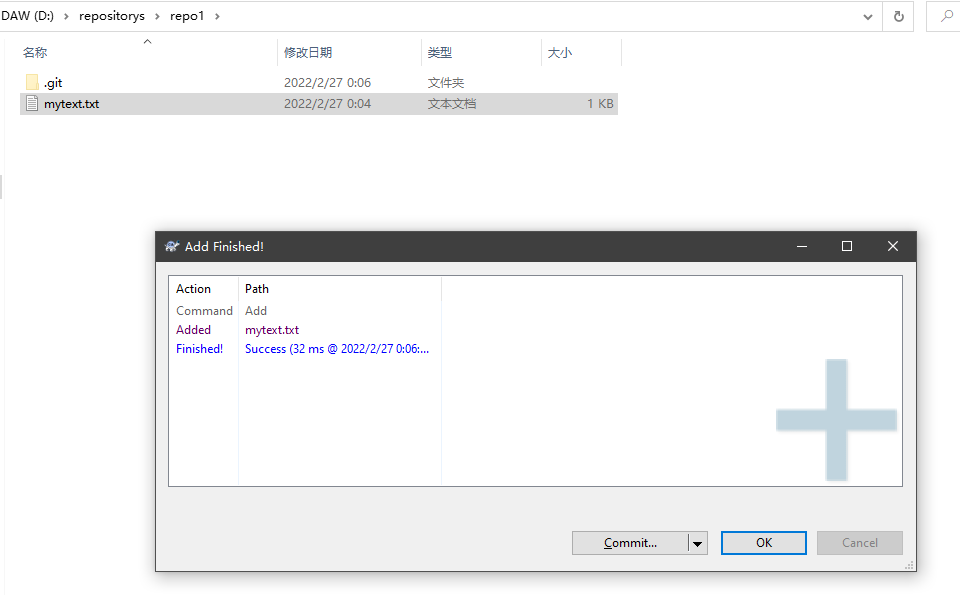 DAW (D:) > repositorys > repo1 >
名称 修改日期 类型 大小
.git 2022/2/27 0:06 文件夹
mytext.txt 2022/2/27 0:04 文本文档 1 KB
Add Finished!
Action Path
Command Add
Added mytext.txt
Finished! Success (32 ms @ 2022/2/27 0:06:...
Commit... OK Cancel